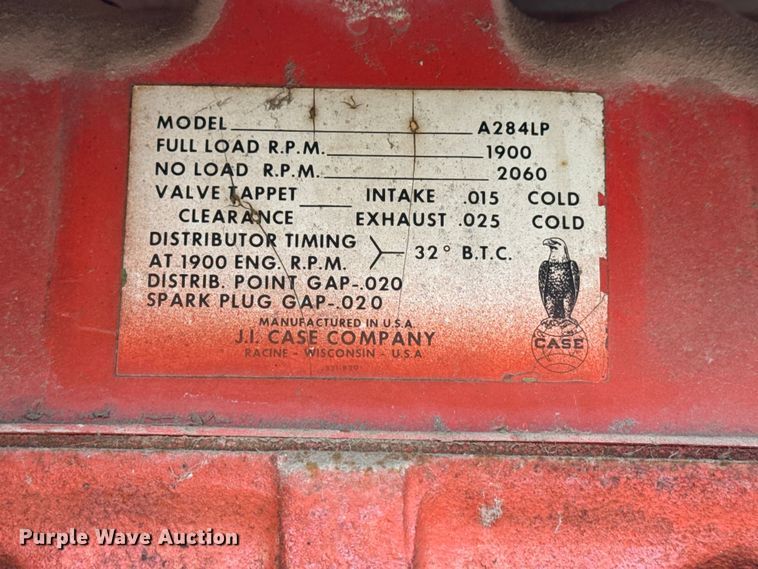 MODEL A284LP
FULL LOAD R.P.M. 1900
NO LOAD R.P.M. 2060
VALVE TAPPET INTAKE .015 COLD
CLEARANCE EXHAUST .025 COLD
DISTRIBUTOR TIMING
AT 1900 ENG. R.P.M. 32° B.T.C.
DISTRIB. POINT GAP-.020
SPARK PLUG GAP-.020
MANUFACTURED IN U.S.A.
J.I. CASE COMPANY
RACINE - WISCONSIN - U.S.A.
CASE
Purple Wave Auction